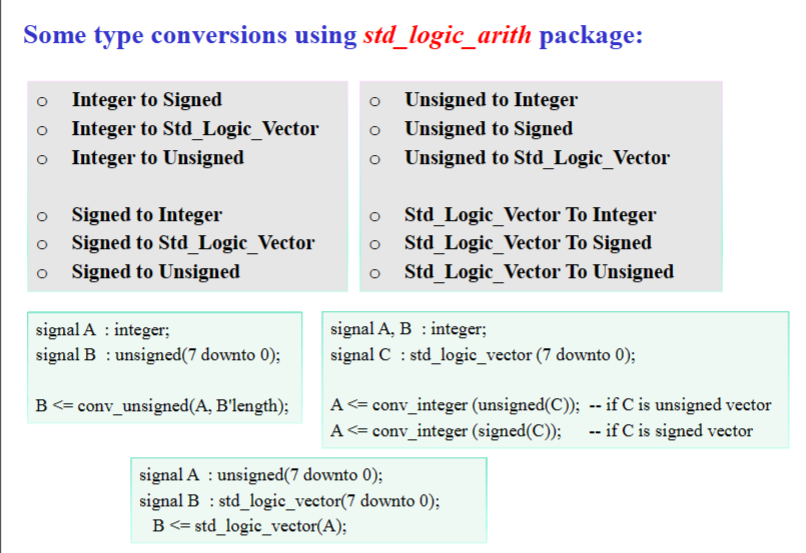 Some type conversions using std_logic_arith package:
○ Integer to Signed
○ Integer to Std_Logic_Vector
○ Integer to Unsigned
○ Signed to Integer
○ Signed to Std_Logic_Vector
○ Signed to Unsigned
○ Unsigned to Integer
○ Unsigned to Signed
○ Unsigned to Std_Logic_Vector
○ Std_Logic_Vector To Integer
○ Std_Logic_Vector To Signed
○ Std_Logic_Vector To Unsigned
signal A : integer;
signal B : unsigned(7 downto 0);
B <= conv_unsigned(A, B'length);
signal A, B : integer;
signal C : std_logic_vector (7 downto 0);
A <= conv_integer (unsigned(C)); -- if C is unsigned vector
A <= conv_integer (signed(C)); -- if C is signed vector
signal A : unsigned(7 downto 0);
signal B : std_logic_vector(7 downto 0);
B <= std_logic_vector(A);